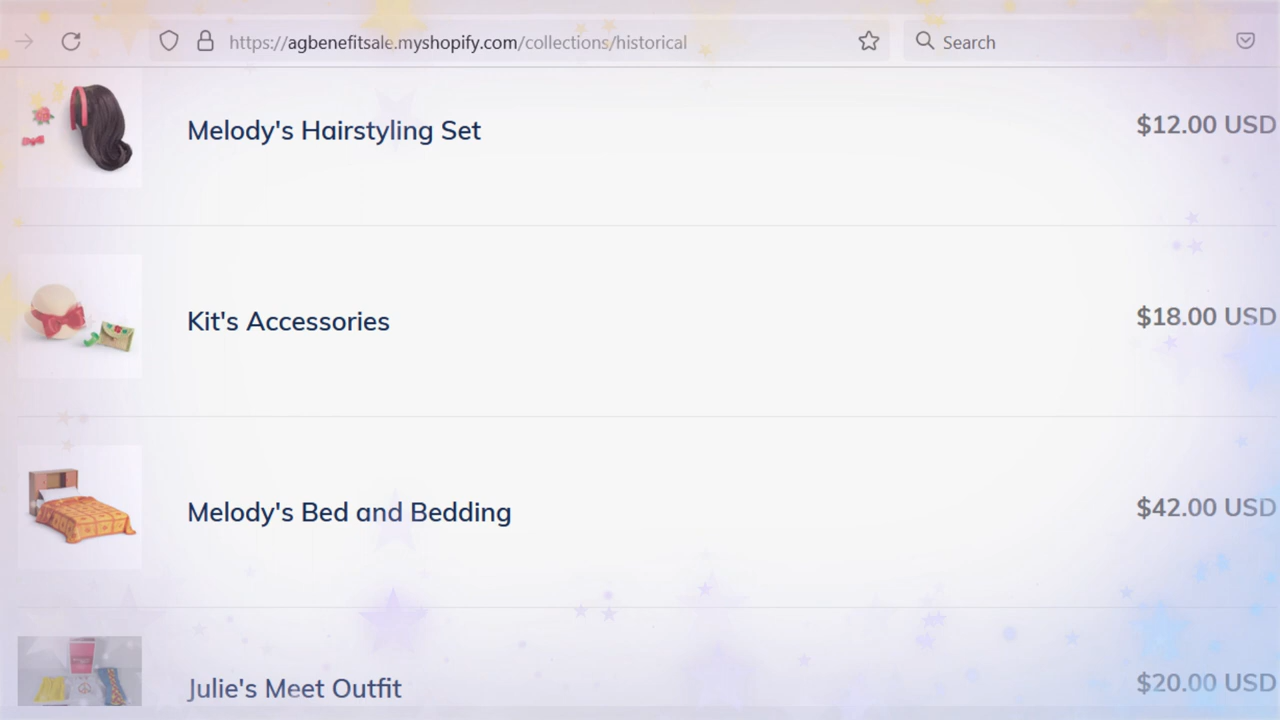 https://agbenefitsale.myshopify.com/collections/historical
Search
Melody's Hairstyling Set
$12.00 USD
Kit's Accessories
$18.00 USD
Melody's Bed and Bedding
$42.00 USD
Julie's Meet Outfit
$20.00 USD